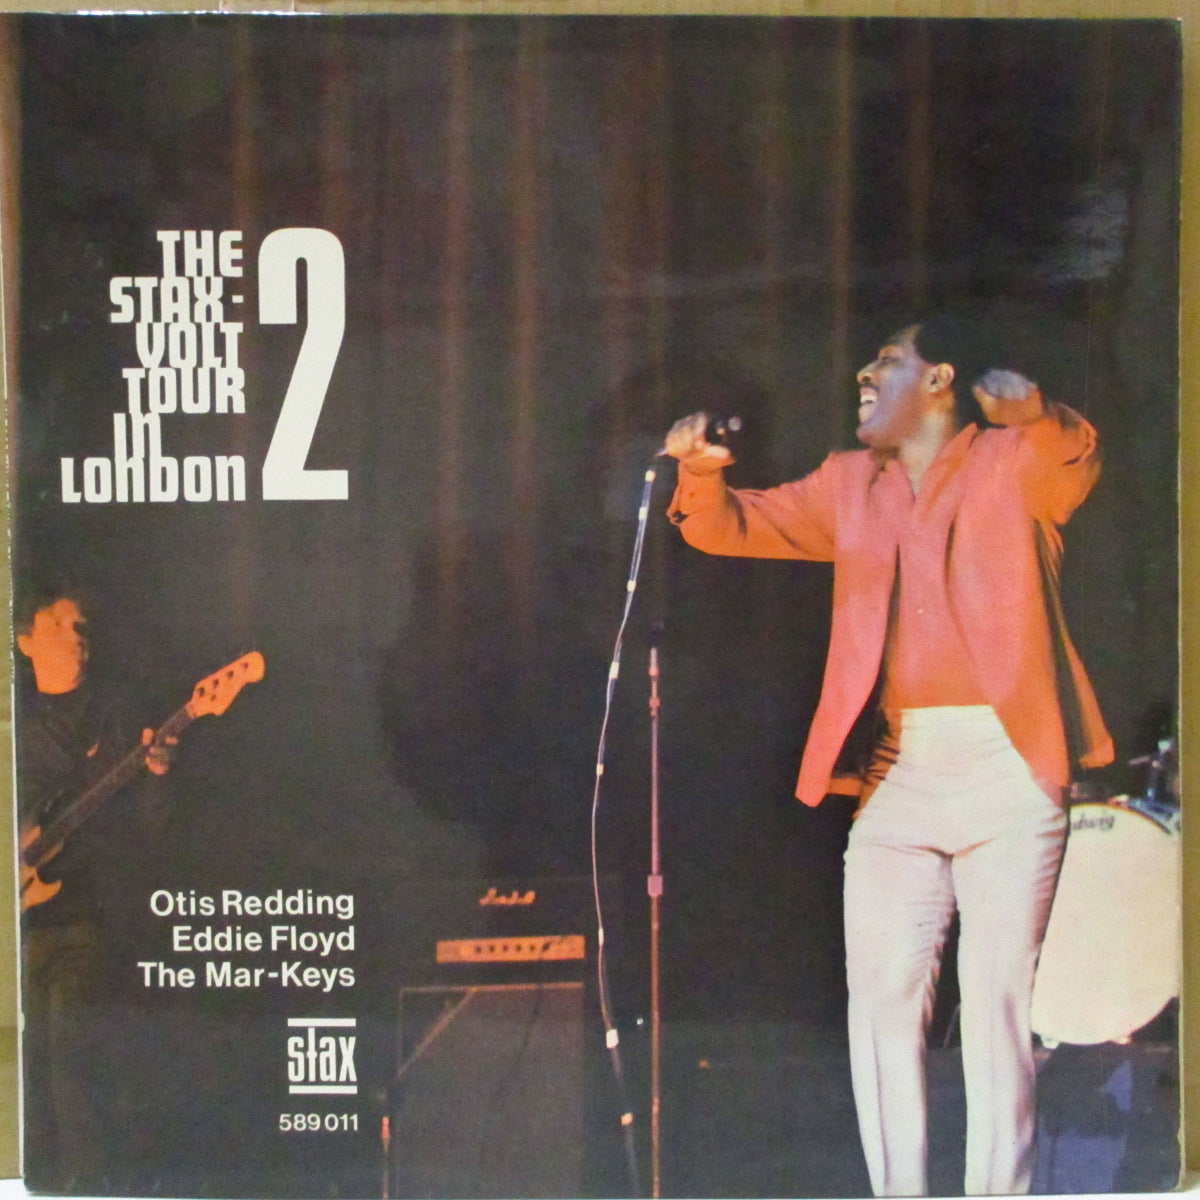 THE
STAX-
VOLT
TOUR
IN
LONDON
2
Otis Redding
Eddie Floyd
The Mar-Keys
stax
589 011